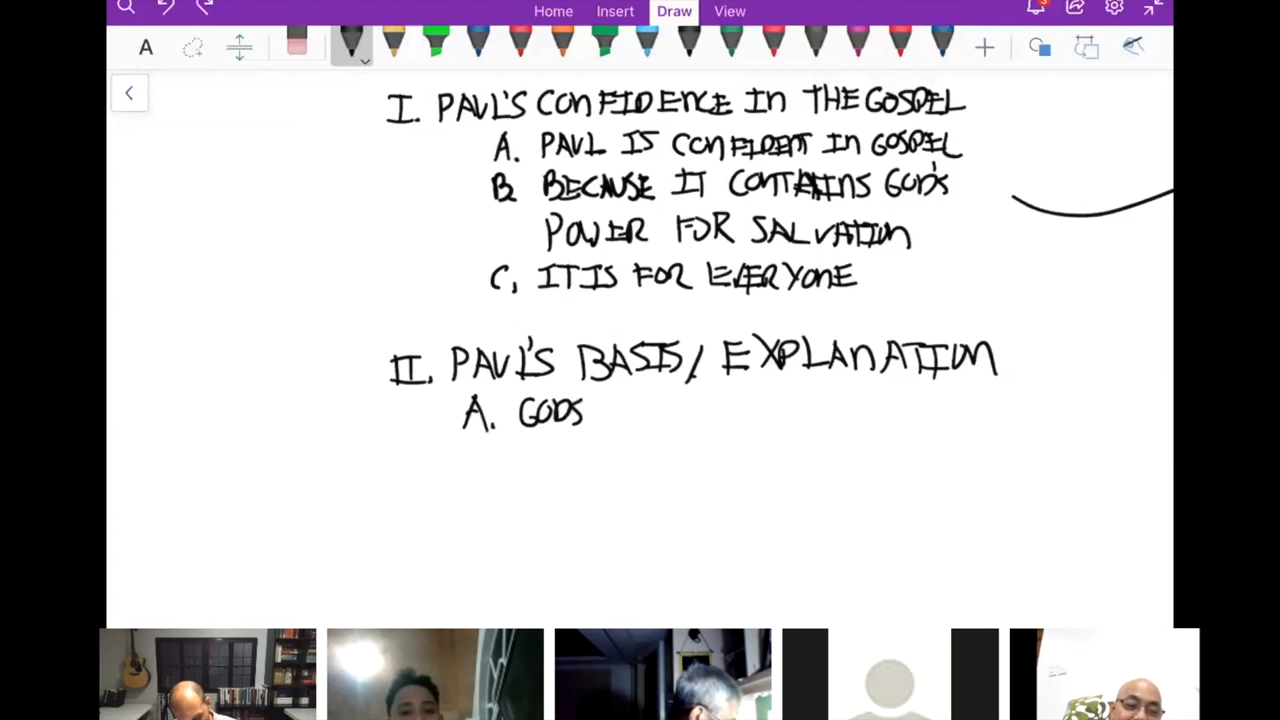 Home Insert Draw View
3
A
I. PAUL'S CONFIDENCE IN THE GOSPEL
A. PAUL IS CONFIDENT IN GOSPEL
B. BECAUSE IT CONTAINS GOD'S
POWER FOR SALVATION
C. IT IS FOR EVERYONE
II. PAUL'S BASIS/EXPLANATION
A. GODS